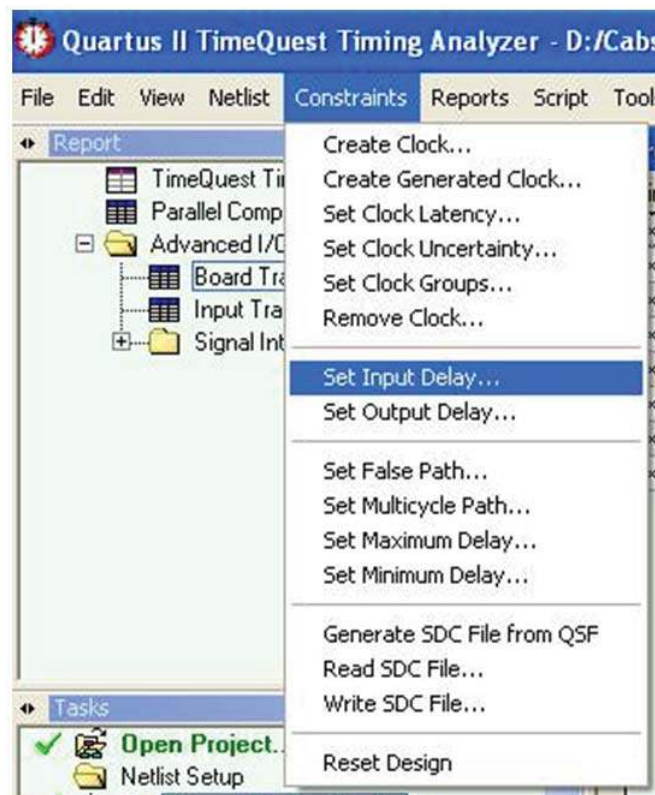 Quartus II TimeQuest Timing Analyzer - D:/Cabs
File Edit View Netlist Constraints Reports Script Tool
Report
TimeQuest Ti
Parallel Comp
Advanced I/O
Board Tra
Input Tra
Signal Int
Create Clock...
Create Generated Clock...
Set Clock Latency...
Set Clock Uncertainty...
Set Clock Groups...
Remove Clock...
Set Input Delay...
Set Output Delay...
Set False Path...
Set Multicycle Path...
Set Maximum Delay...
Set Minimum Delay...
Generate SDC File from QSF
Read SDC File...
Write SDC File...
Reset Design
Tasks
Open Project..
Netlist Setup